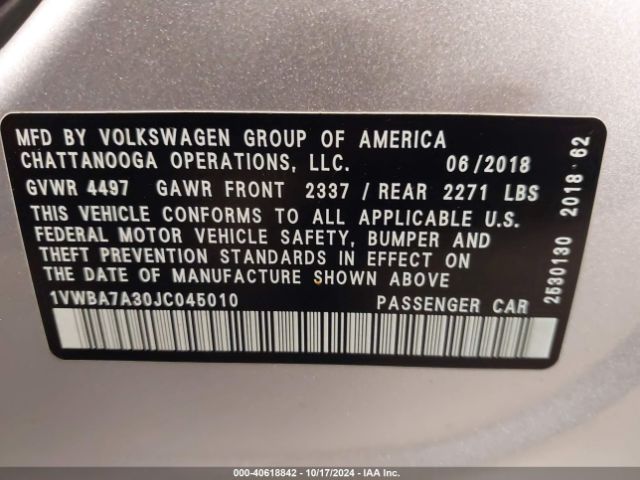 MFD BY VOLKSWAGEN GROUP OF AMERICA
CHATTANOOGA OPERATIONS, LLC. 06/2018
GVWR 4497 GAWR FRONT 2337 / REAR 2271 LBS
THIS VEHICLE CONFORMS TO ALL APPLICABLE U.S.
FEDERAL MOTOR VEHICLE SAFETY, BUMPER AND
THEFT PREVENTION STANDARDS IN EFFECT ON
THE DATE OF MANUFACTURE SHOWN ABOVE.
1VWBA7A30JC045010 PASSENGER CAR
2530130 2018 62
000-40618842 - 10/17/2024 - IAA Inc.